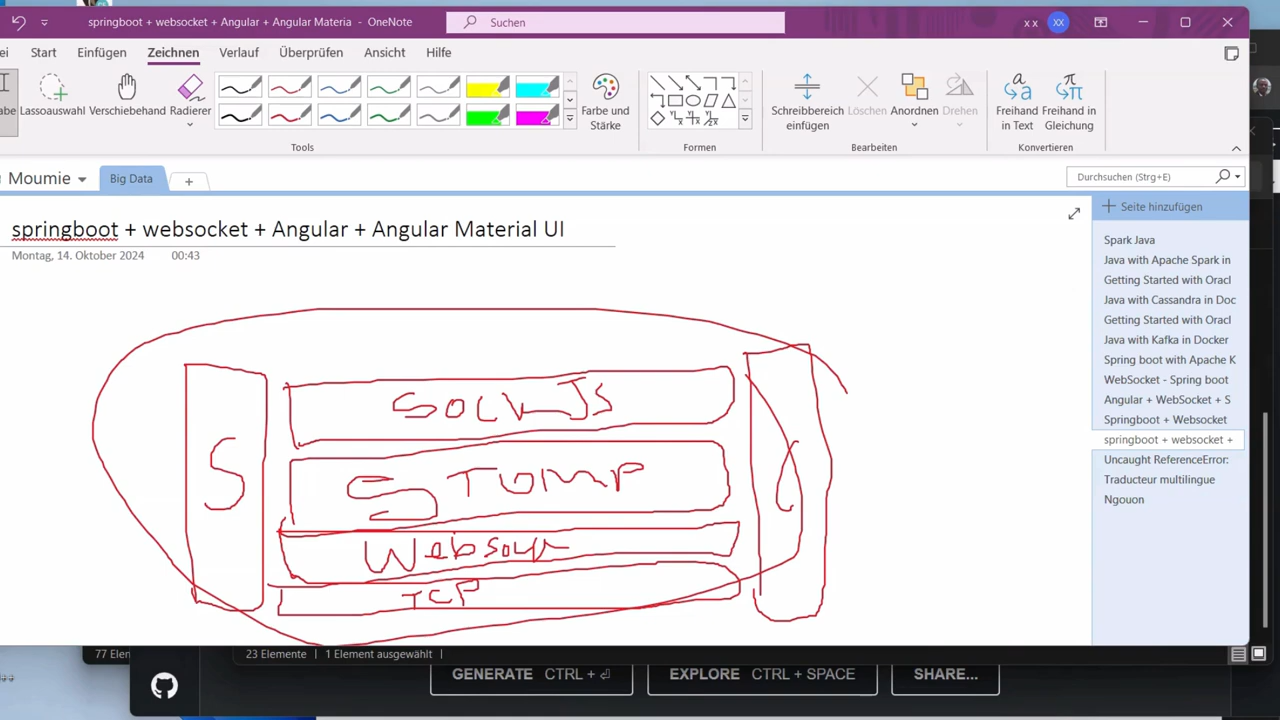 springboot + websocket + Angular + Angular Materia - OneNote
Suchen
x x
XX
Start
Einfügen
Zeichnen
Verlauf
Überprüfen
Ansicht
Hilfe
Lassoauswahl
Verschiebehand
Radierer
Farbe und
Stärke
Schreibbereich
einfügen
Löschen
Anordnen
Drehen
Freihand
in Text
Freihand in
Gleichung
Tools
Formen
Bearbeiten
Konvertieren
Moumie
Big Data
Durchsuchen (Strg+E)
springboot + websocket + Angular + Angular Material UI
Montag, 14. Oktober 2024
00:43
Seite hinzufügen
Spark Java
Java with Apache Spark in
Getting Started with Oracl
Java with Cassandra in Doc
Getting Started with Oracl
Java with Kafka in Docker
Spring boot with Apache K
WebSocket - Spring boot
Angular + WebSocket + S
Springboot + Websocket
springboot + websocket +
Uncaught ReferenceError:
Traducteur multilingue
Ngouon
S
STOMP
TCP
77 Elem
23 Elemente
1 Element ausgewählt
GENERATE CTRL + ⏎
EXPLORE CTRL + SPACE
SHARE...